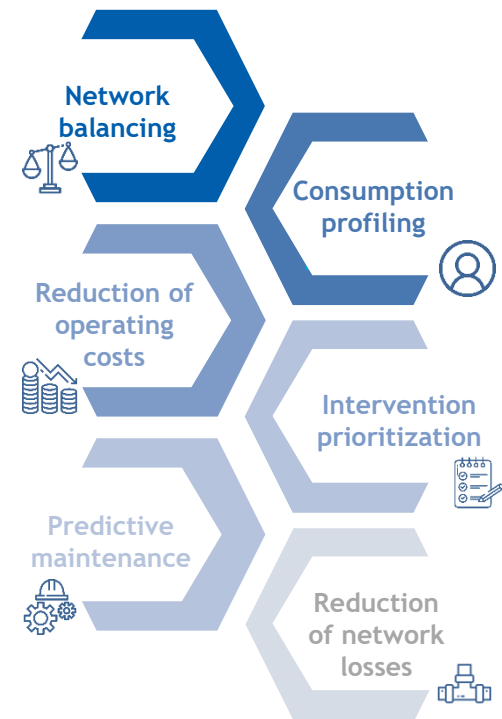 Network
balancing
Consumption
profiling
Reduction of
operating
costs
Intervention
prioritization
Predictive
maintenance
Reduction
of network
losses